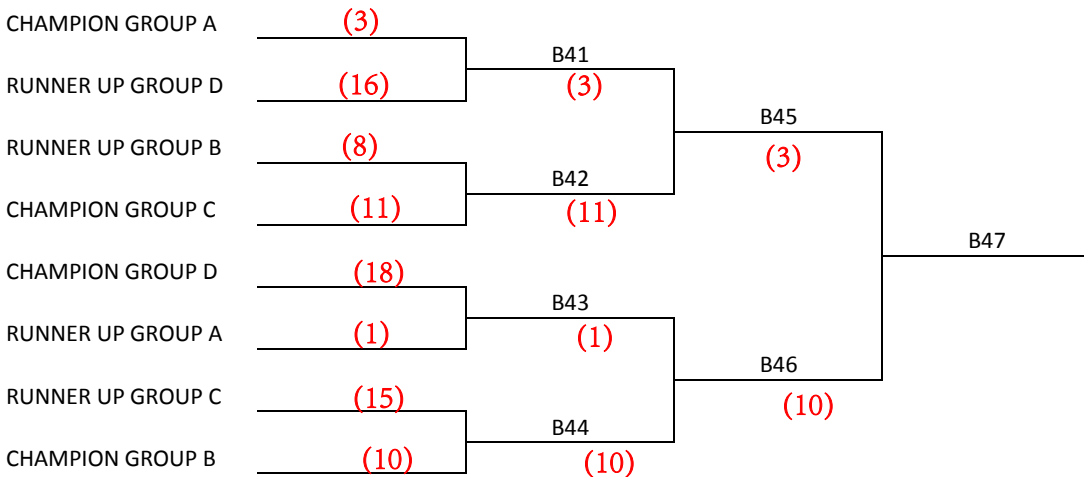 CHAMPION GROUP A (3)
B41
RUNNER UP GROUP D (16) (3)
B45
RUNNER UP GROUP B (8) (3)
B42
CHAMPION GROUP C (11) (11)
B47
CHAMPION GROUP D (18)
B43
RUNNER UP GROUP A (1) (1)
B46
RUNNER UP GROUP C (15) (10)
B44
CHAMPION GROUP B (10) (10)